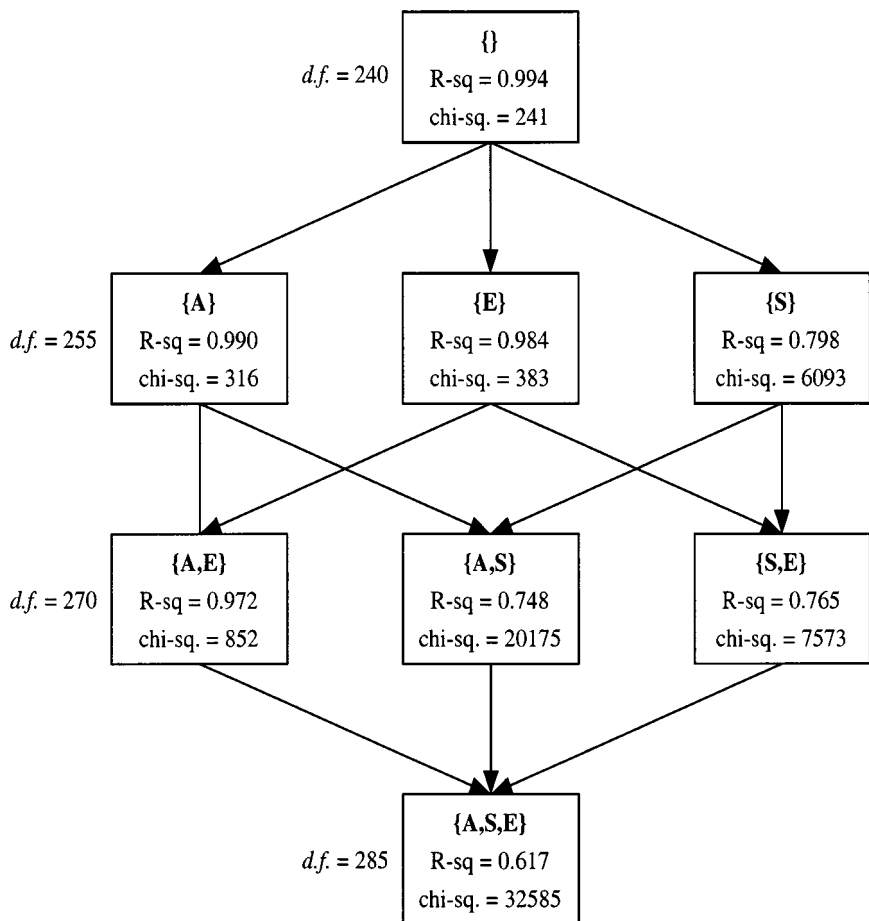 {}
d.f. = 240
R-sq = 0.994
chi-sq. = 241
{A}
R-sq = 0.990
chi-sq. = 316
d.f. = 255
{E}
R-sq = 0.984
chi-sq. = 383
{S}
R-sq = 0.798
chi-sq. = 6093
{A,E}
R-sq = 0.972
chi-sq. = 852
d.f. = 270
{A,S}
R-sq = 0.748
chi-sq. = 20175
{S,E}
R-sq = 0.765
chi-sq. = 7573
{A,S,E}
d.f. = 285
R-sq = 0.617
chi-sq. = 32585